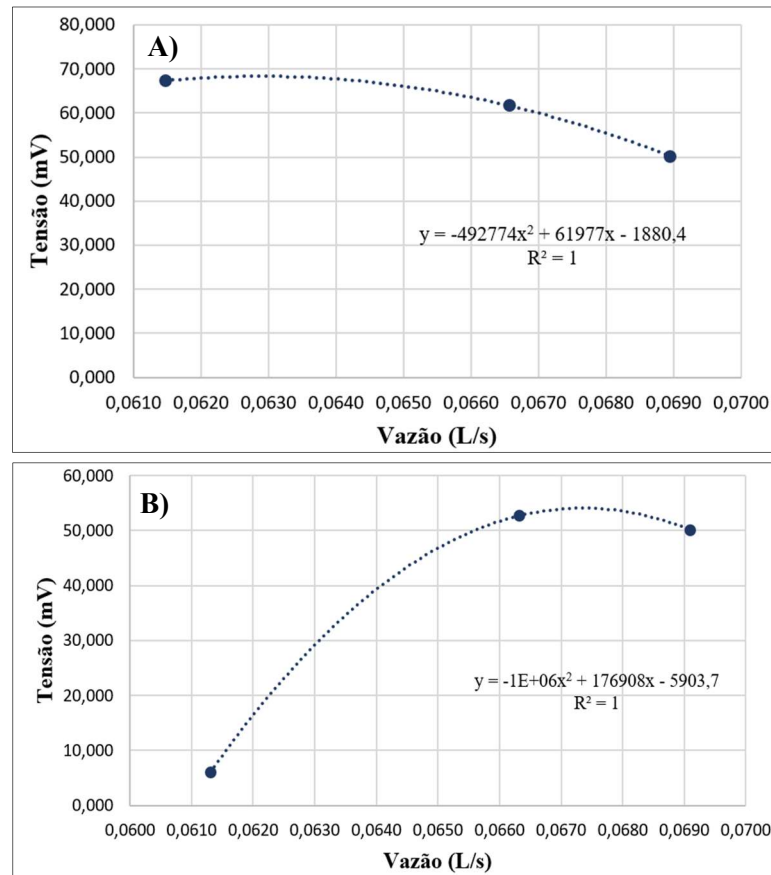 A)
80,000
70,000
60,000
50,000
40,000
30,000
20,000
10,000
0,000
Tensão (mV)
y = -492774x² + 61977x - 1880,4
R² = 1
0,0610 0,0620 0,0630 0,0640 0,0650 0,0660 0,0670 0,0680 0,0690 0,0700
Vazão (L/s)
B)
60,000
50,000
40,000
30,000
20,000
10,000
0,000
Tensão (mV)
y = -1E+06x² + 176908x - 5903,7
R² = 1
0,0600 0,0610 0,0620 0,0630 0,0640 0,0650 0,0660 0,0670 0,0680 0,0690 0,0700
Vazão (L/s)